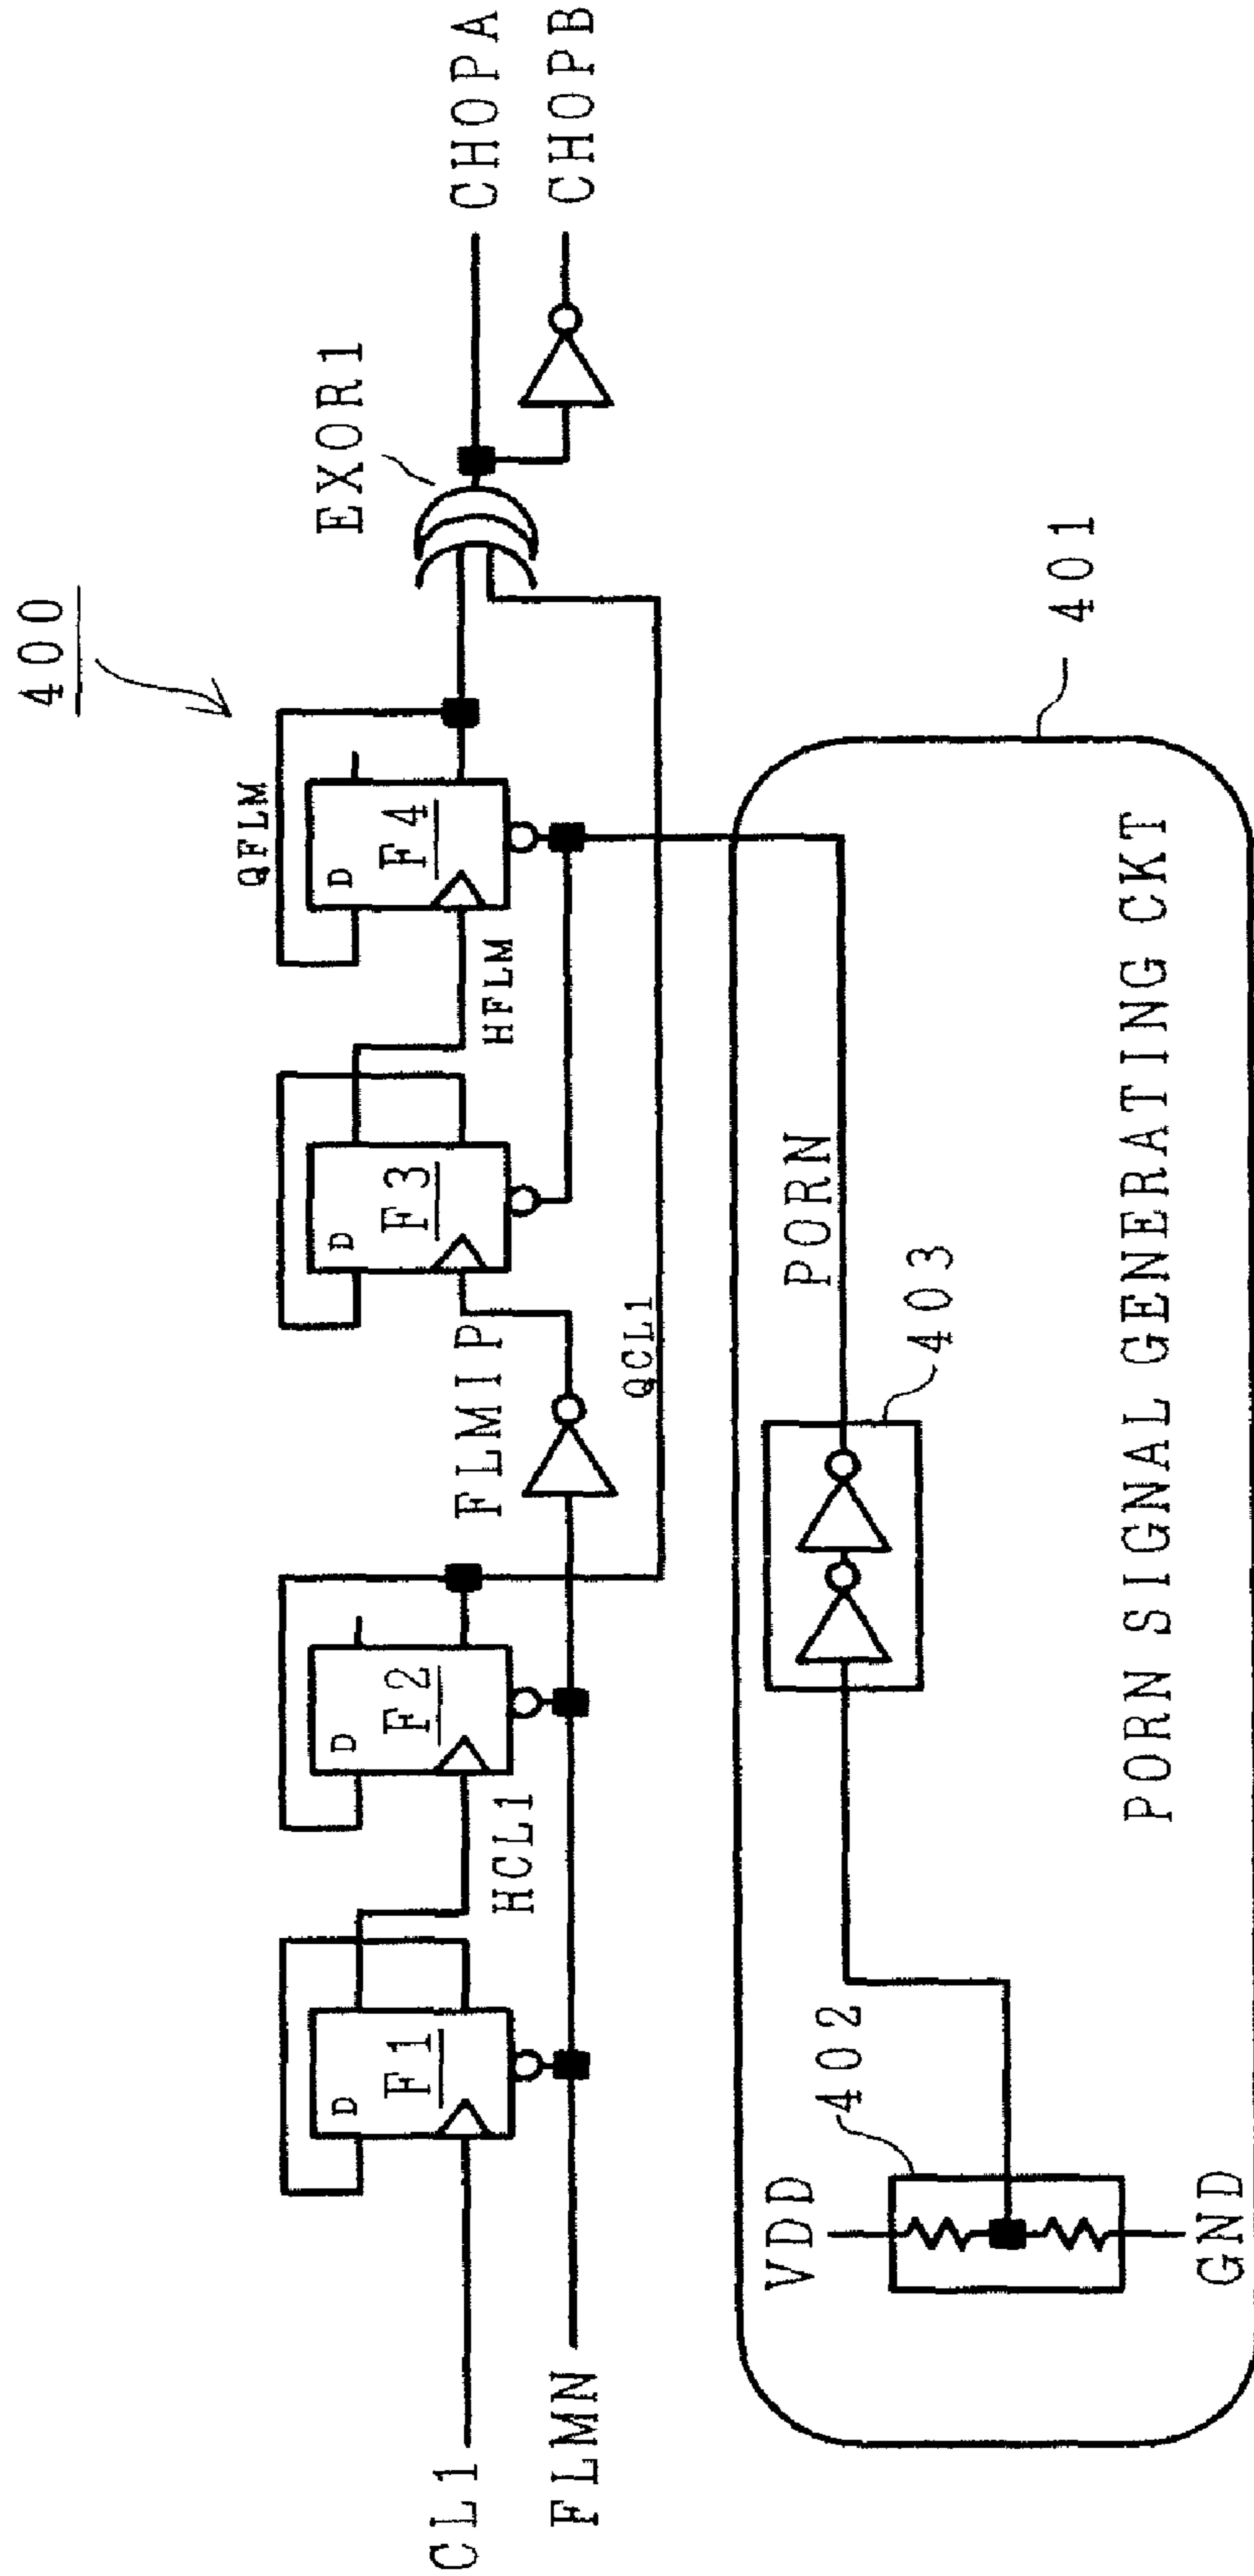 400
EXOR1
CHOPA
CHOPB
QFLM
D
F1
D
F2
D
F3
D
F4
HCL1
FLMIP
HFLM
QCL1
CL1
FLMN
PORN
401
402
403
VDD
GND
PORN SIGNAL GENERATING CKT